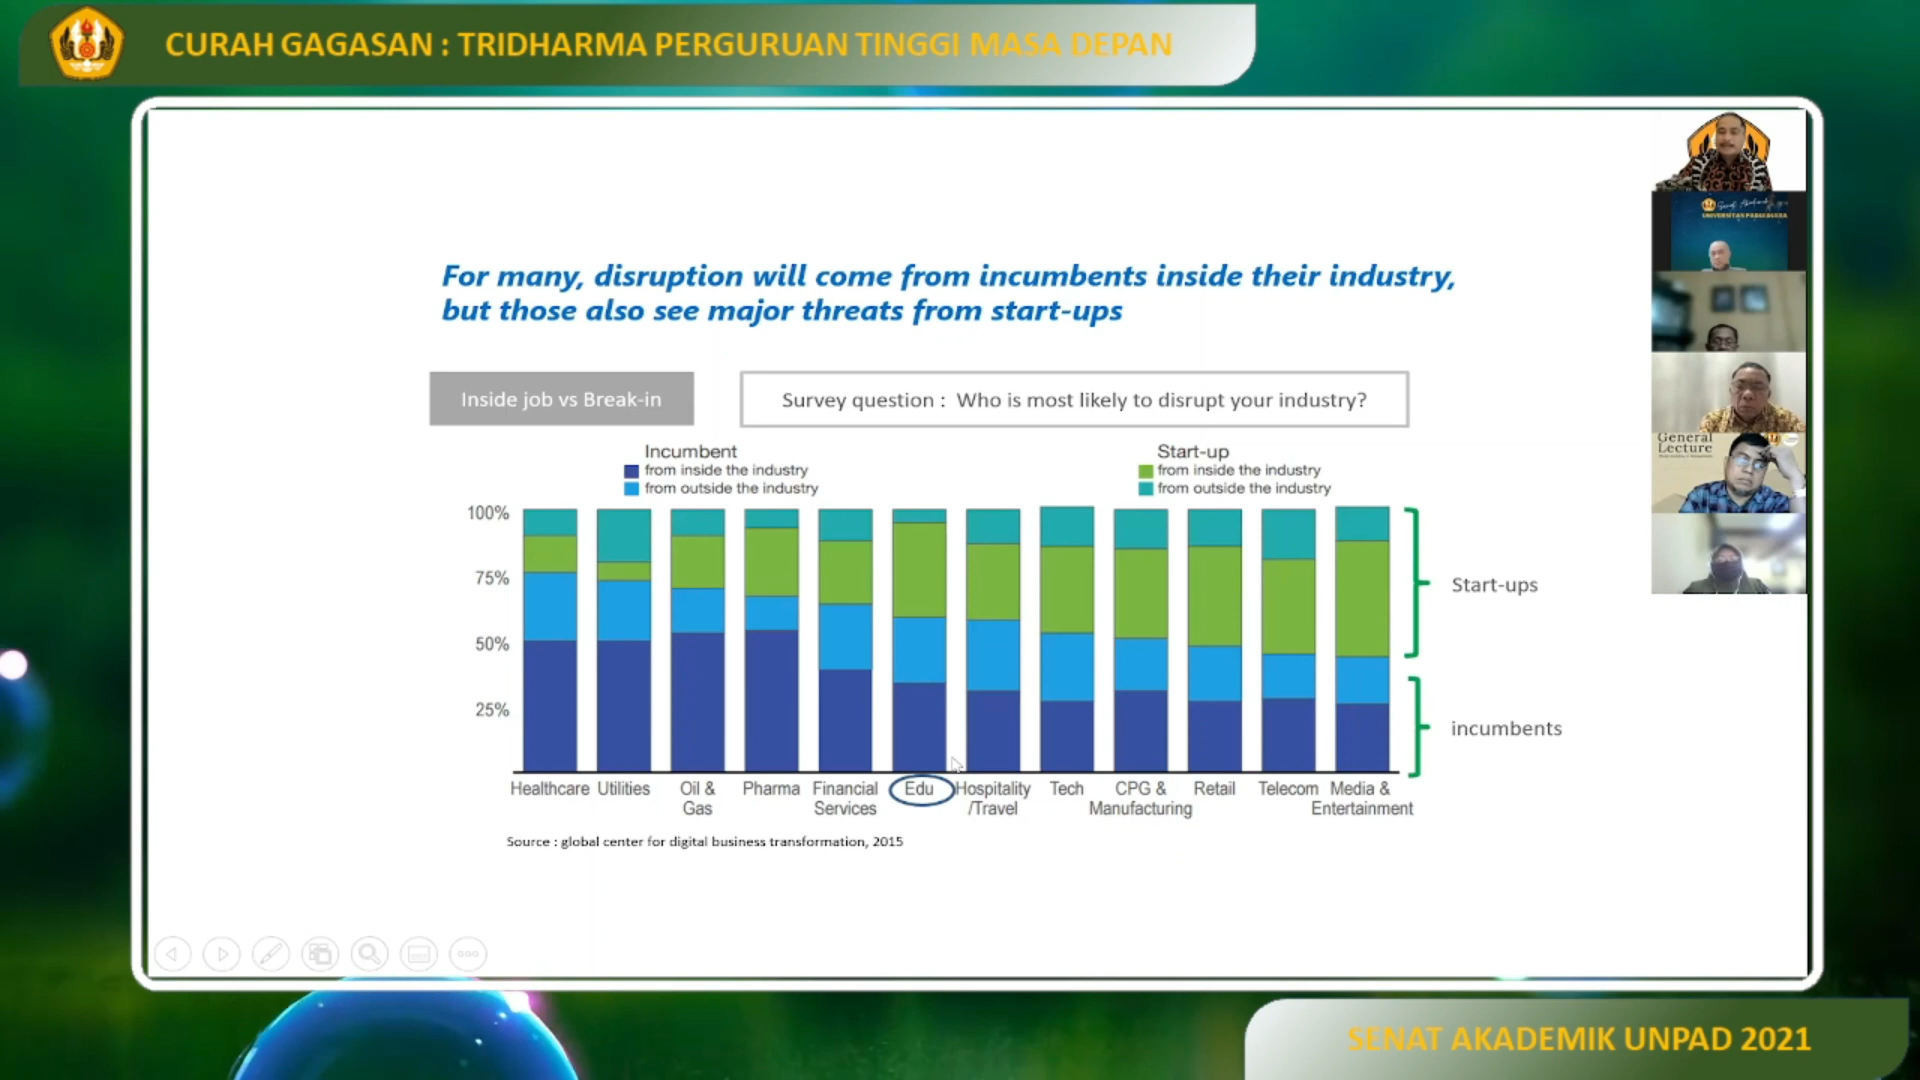 CURAH GAGASAN : TRIDHARMA PERGURUAN TINGGI MASA DEPAN
UNIVERSITAS PADJADJARAN
General
Lecture
For many, disruption will come from incumbents inside their industry,
but those also see major threats from start-ups
Inside job vs Break-in
Survey question : Who is most likely to disrupt your industry?
Incumbent
from inside the industry
from outside the industry
Start-up
from inside the industry
from outside the industry
100%
75%
50%
25%
Start-ups
incumbents
Healthcare
Utilities
Oil &
Gas
Pharma
Financial
Services
Edu
Hospitality
/Travel
Tech
CPG &
Manufacturing
Retail
Telecom
Media &
Entertainment
Source : global center for digital business transformation, 2015
SENAT AKADEMIK UNPAD 2021